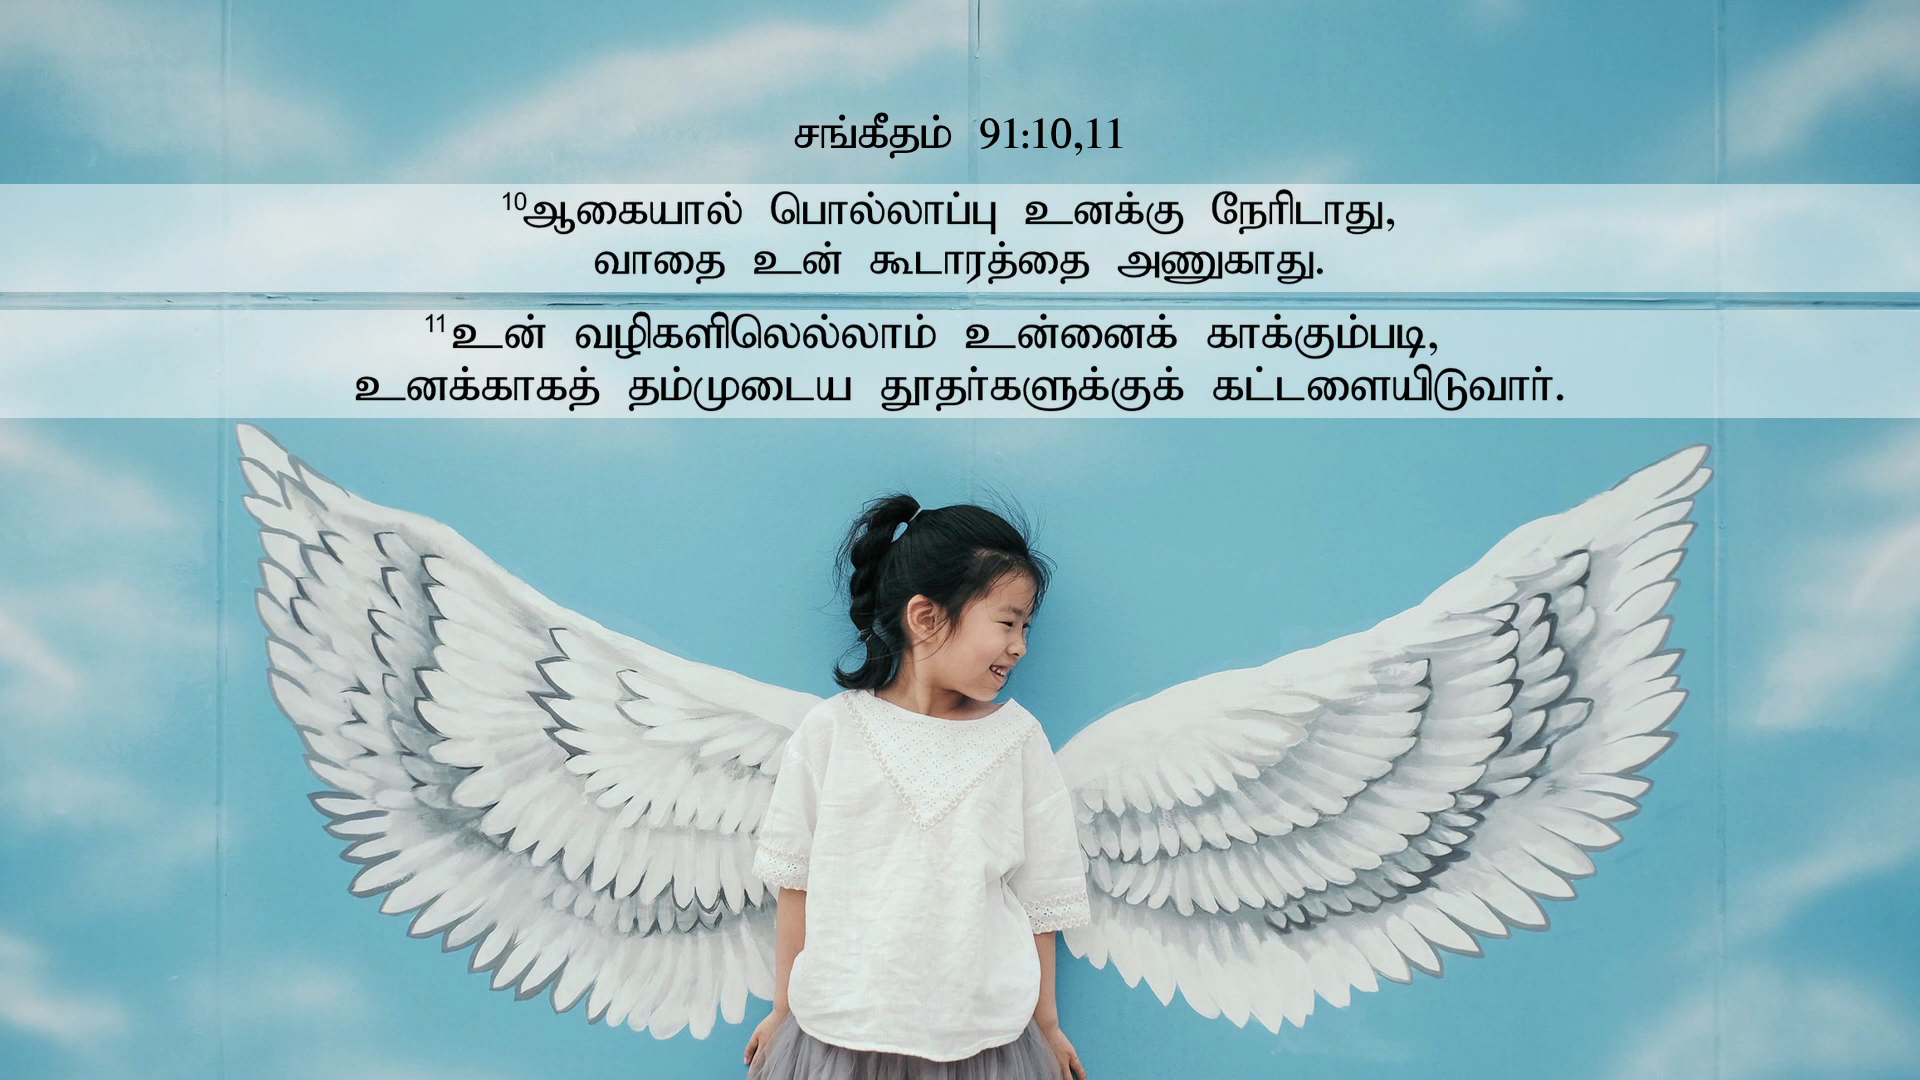 சங்கீதம் 91:10,11
10ஆகையால் பொல்லாப்பு உனக்கு நேரிடாது,
வாதை உன் கூடாரத்தை அணுகாது.
11உன் வழிகளிலெல்லாம் உன்னைக் காக்கும்படி,
உனக்காகத் தம்முடைய தூதர்களுக்குக் கட்டளையிடுவார்.